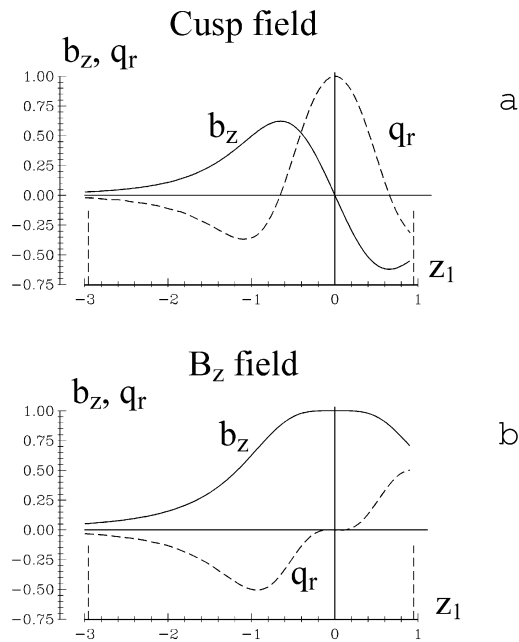 Cusp field
b_z, q_r
a
1.00
0.75
b_z
q_r
0.50
0.25
0.00
−0.25
−0.50
z_1
−0.75
−3 −2 −1 0 1
B_z field
b_z, q_r
1.00
b_z
b
0.75
0.50
0.25
0.00
−0.25
q_r
−0.50
z_1
−0.75
−3 −2 −1 0 1